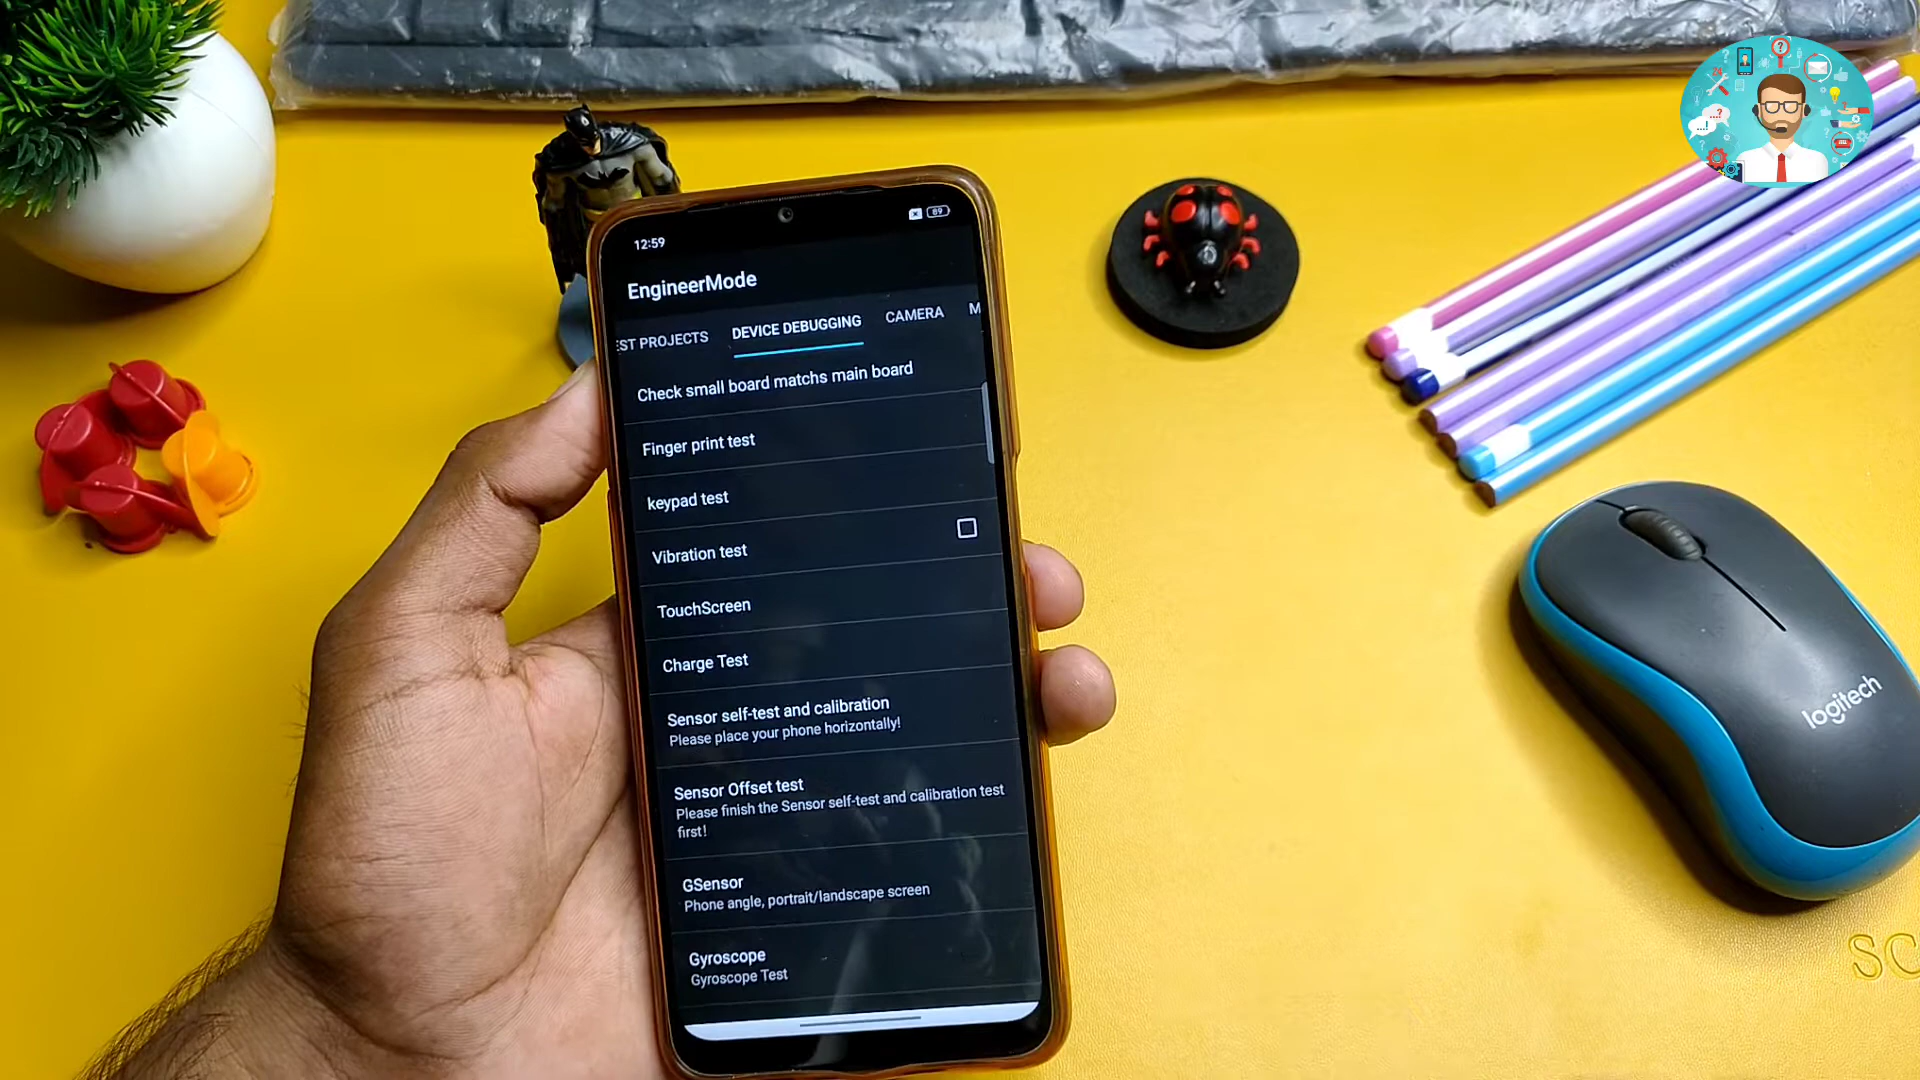 12:59
89
EngineerMode
EST PROJECTS
DEVICE DEBUGGING
CAMERA
M
Check small board matchs main board
Finger print test
keypad test
Vibration test
TouchScreen
Charge Test
Sensor self-test and calibration
Please place your phone horizontally!
Sensor Offset test
Please finish the Sensor self-test and calibration test
first!
GSensor
Phone angle, portrait/landscape screen
Gyroscope
Gyroscope Test
logitech
SC
24